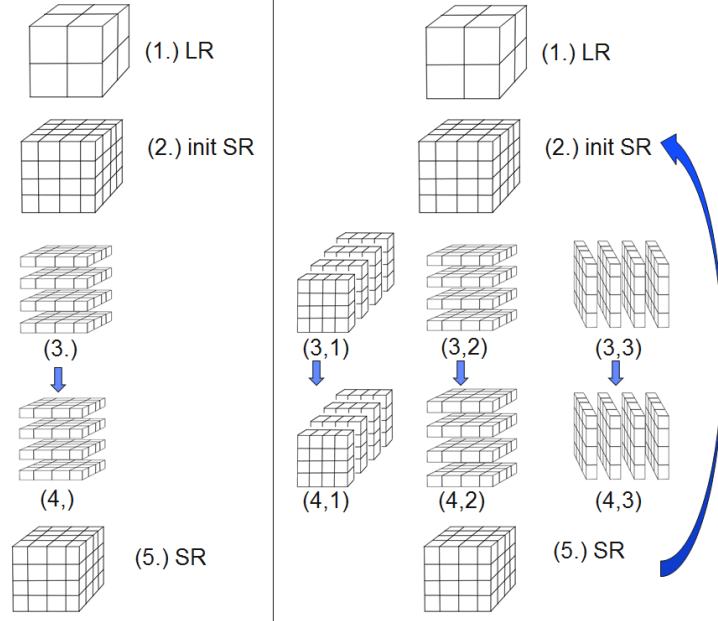 (1.) LR
(2.) init SR
(3.)
(4,)
(5.) SR
(1.) LR
(2.) init SR
(3,1) (3,2) (3,3)
(4,1) (4,2) (4,3)
(5.) SR